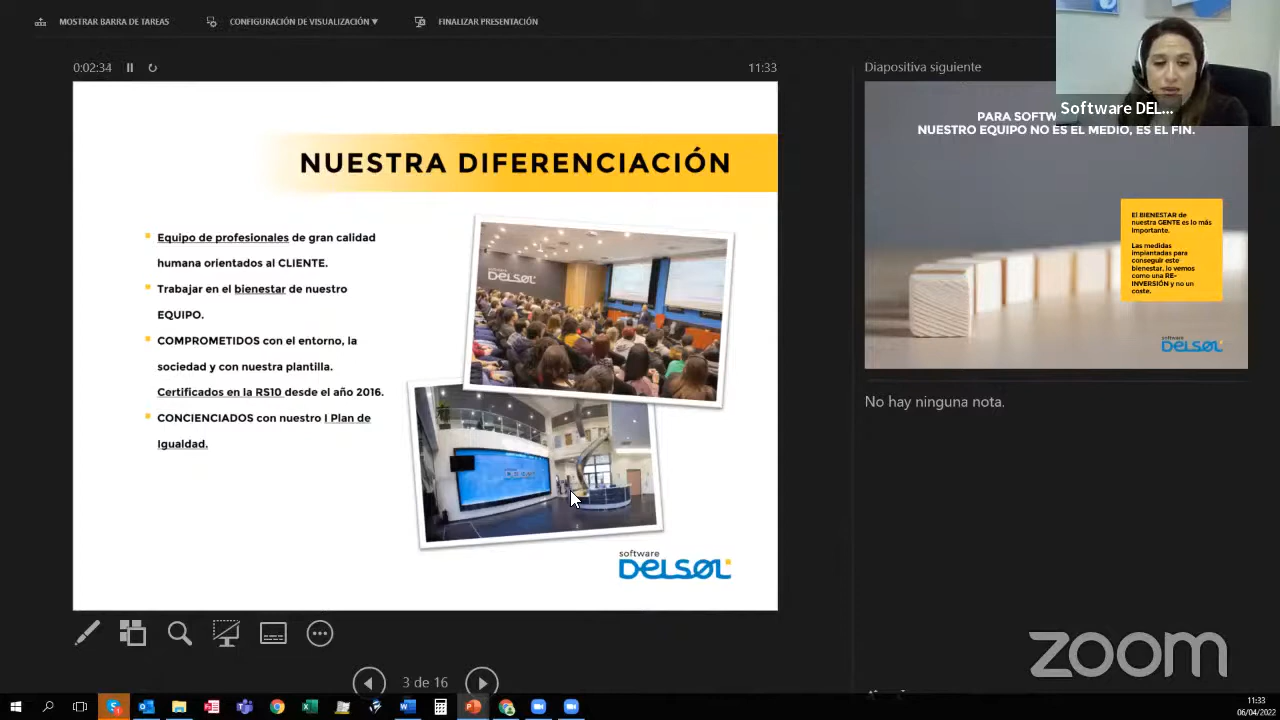 MOSTRAR BARRA DE TAREAS
CONFIGURACIÓN DE VISUALIZACIÓN ▼
FINALIZAR PRESENTACIÓN
0:02:34
11:33
NUESTRA DIFERENCIACIÓN
Equipo de profesionales de gran calidad
humana orientados al CLIENTE.
Trabajar en el bienestar de nuestro
EQUIPO.
COMPROMETIDOS con el entorno, la
sociedad y con nuestra plantilla.
Certificados en la RS10 desde el año 2016.
CONCIENCIADOS con nuestro I Plan de
Igualdad.
software
DELSOL
software
DELSOL
Diapositiva siguiente
Software DEL...
PARA SOFTW
NUESTRO EQUIPO NO ES EL MEDIO, ES EL FIN.
El BIENESTAR de
nuestra GENTE es lo más
importante.
Las medidas
implantadas para
conseguir este
bienestar, lo vemos
como una RE-
INVERSIÓN y no un
coste.
software
DELSOL
No hay ninguna nota.
zoom
3 de 16
11:33
06/04/2022